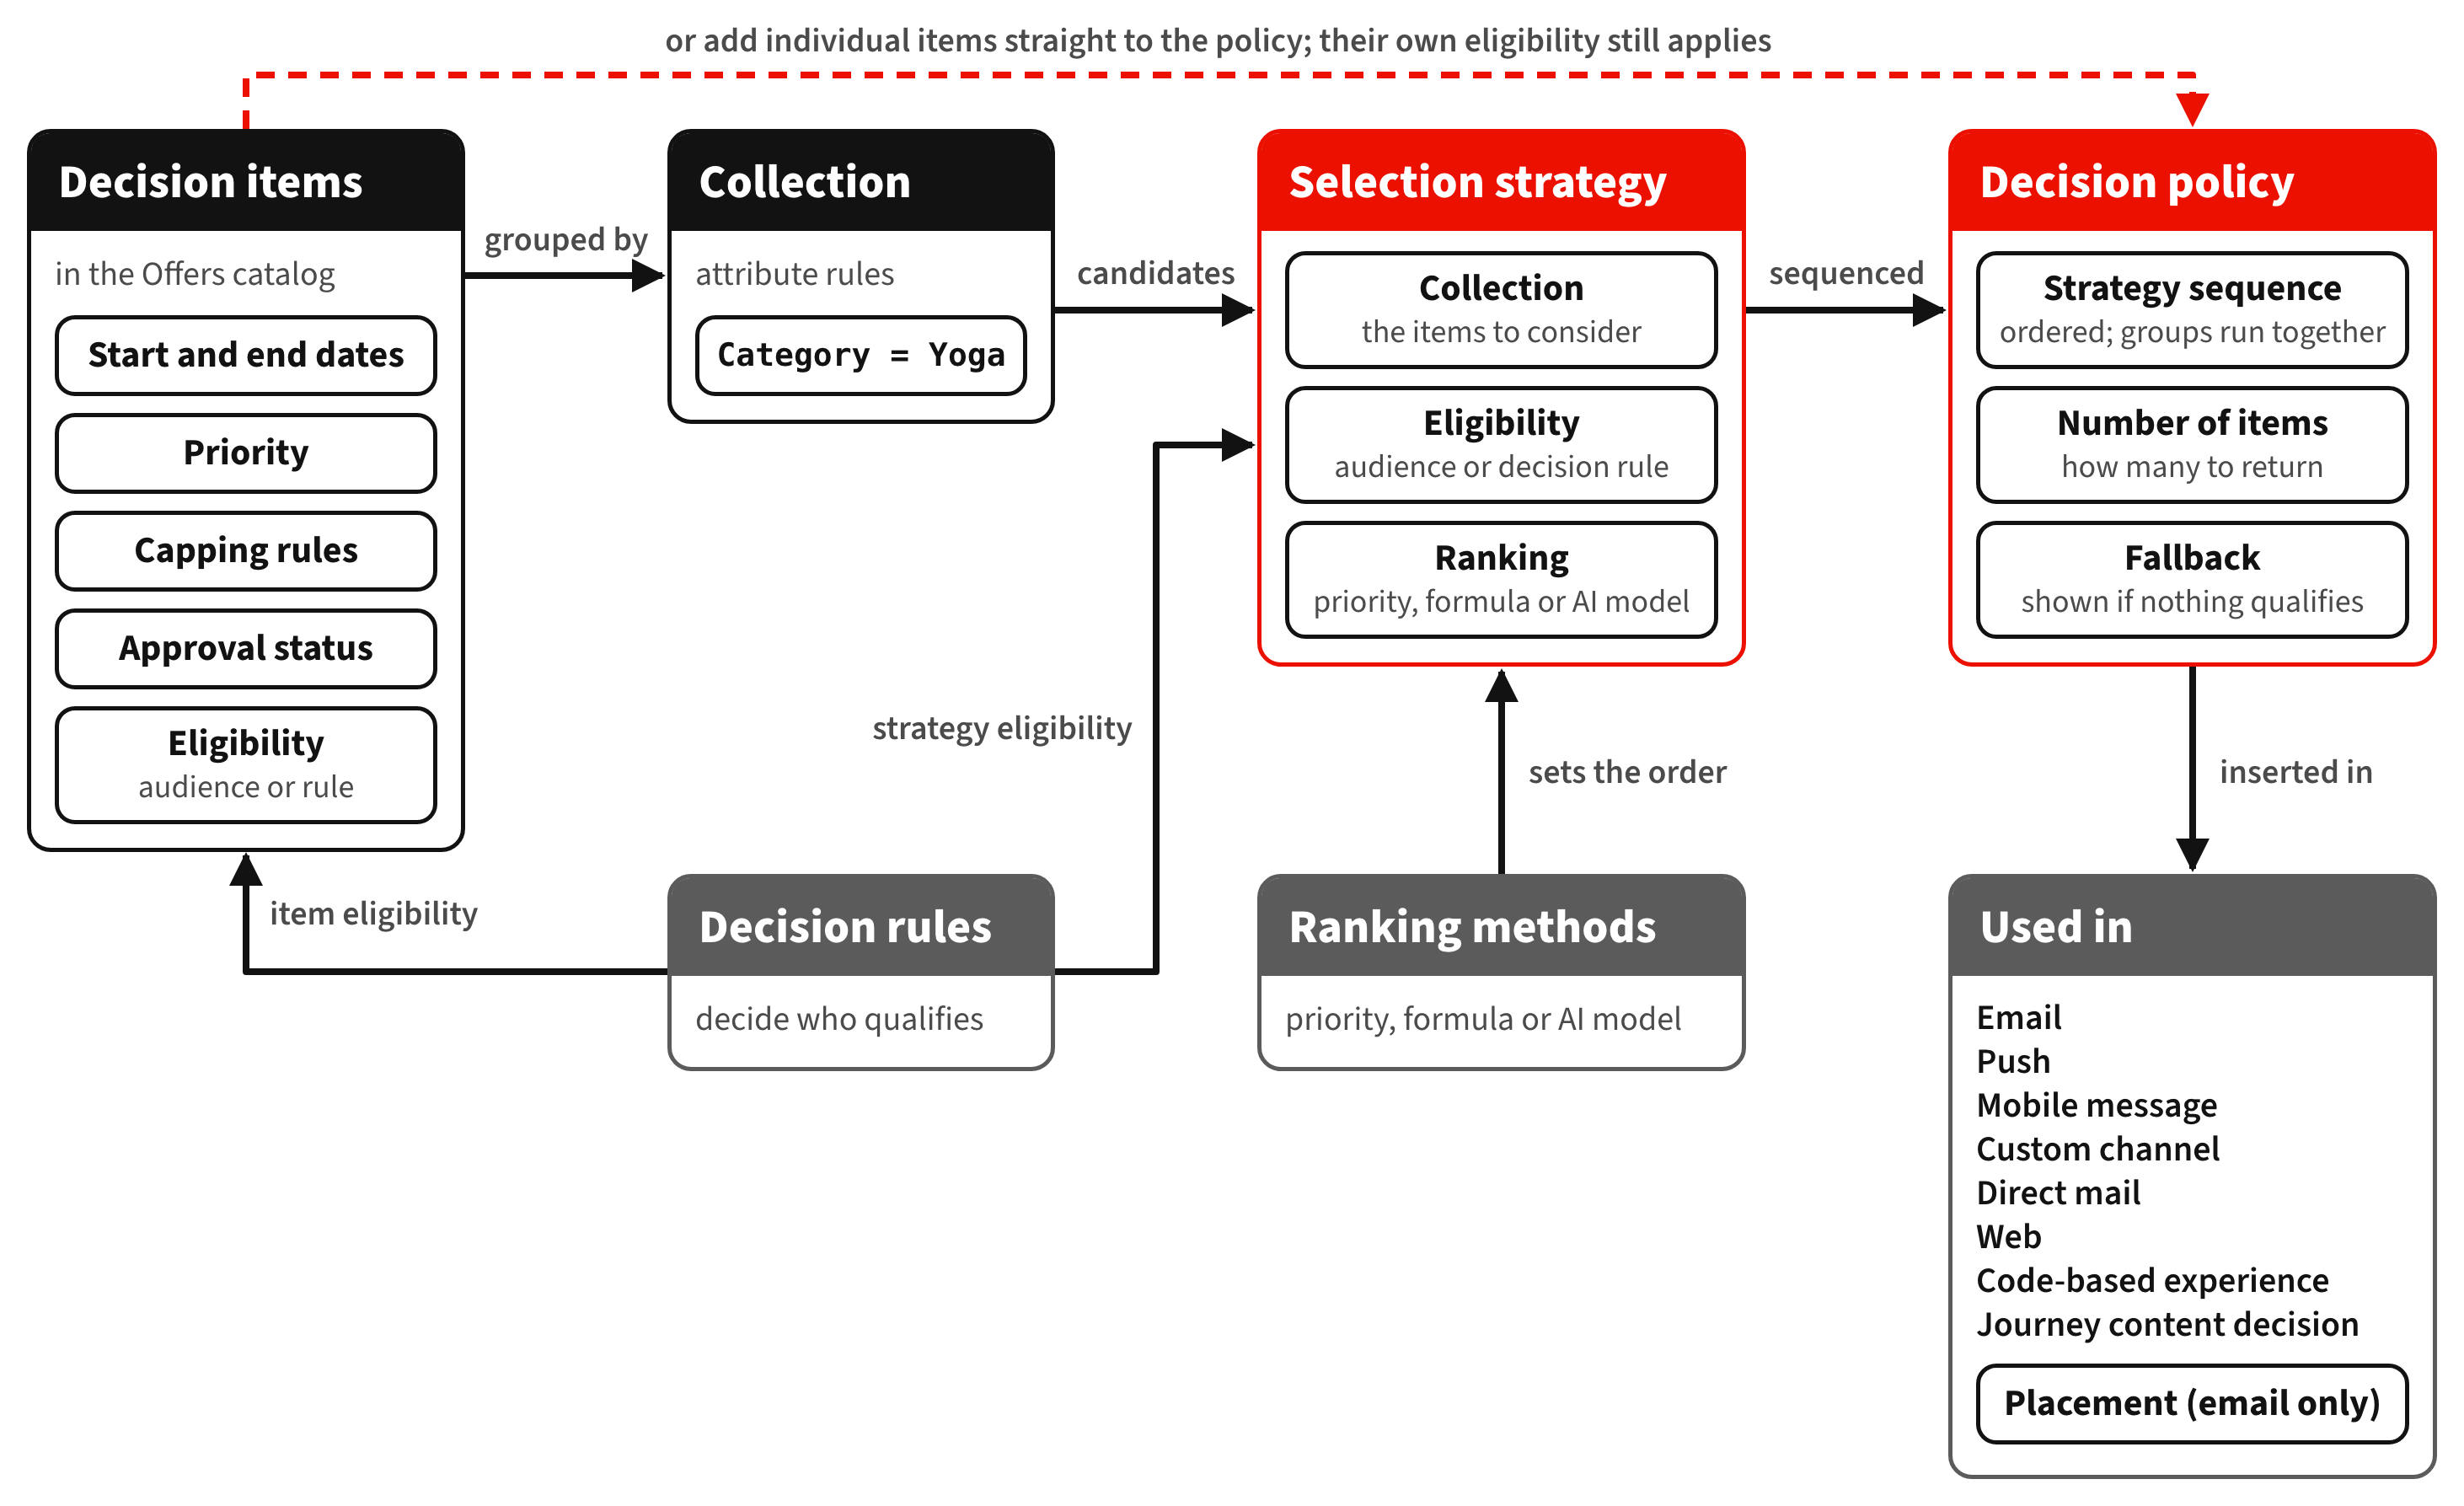 or add individual items straight to the policy; their own eligibility still applies
Decision items
in the Offers catalog
Start and end dates
Priority
Capping rules
Approval status
Eligibility
audience or rule
grouped by
Collection
attribute rules
Category = Yoga
candidates
Selection strategy
Collection
the items to consider
Eligibility
audience or decision rule
Ranking
priority, formula or AI model
sequenced
Decision policy
Strategy sequence
ordered; groups run together
Number of items
how many to return
Fallback
shown if nothing qualifies
strategy eligibility
sets the order
inserted in
item eligibility
Decision rules
decide who qualifies
Ranking methods
priority, formula or AI model
Used in
Email
Push
Mobile message
Custom channel
Direct mail
Web
Code-based experience
Journey content decision
Placement (email only)